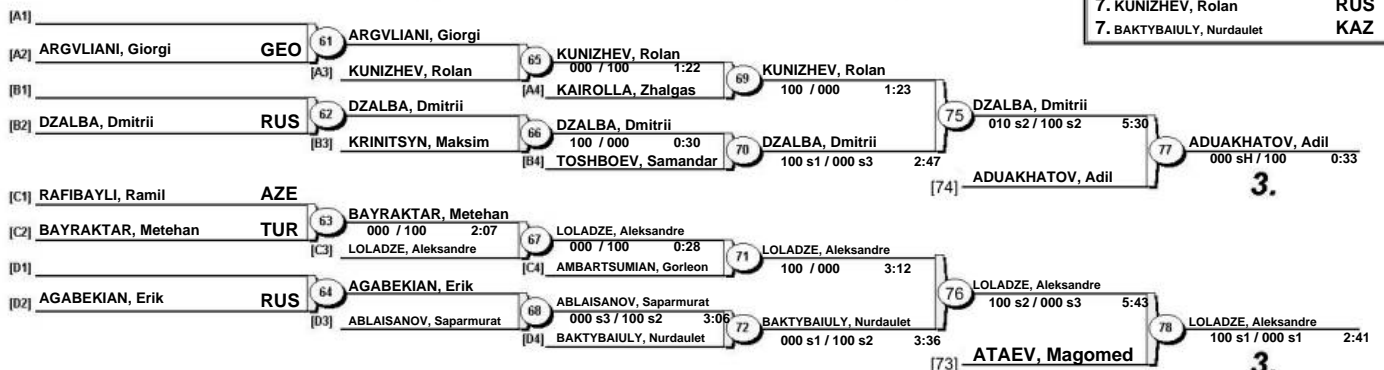 7. KUNIZHEV, Rolan RUS
7. BAKTYBAIULY, Nurdaulet KAZ
[A1]
[A2] ARGVLIANI, Giorgi GEO
61 ARGVLIANI, Giorgi
[A3] KUNIZHEV, Rolan
65 KUNIZHEV, Rolan
000 / 100 1:22
[A4] KAIROLLA, Zhalgas
69 KUNIZHEV, Rolan
100 / 000 1:23
[B1]
[B2] DZALBA, Dmitrii RUS
62 DZALBA, Dmitrii
[B3] KRINITSYN, Maksim
66 DZALBA, Dmitrii
100 / 000 0:30
[B4] TOSHBOEV, Samandar
70 DZALBA, Dmitrii
100 s1 / 000 s3 2:47
75 DZALBA, Dmitrii
010 s2 / 100 s2 5:30
[74] ADUAKHATOV, Adil
77 ADUAKHATOV, Adil
000 sH / 100 0:33
3.
[C1] RAFIBAYLI, Ramil AZE
[C2] BAYRAKTAR, Metehan TUR
63 BAYRAKTAR, Metehan
000 / 100 2:07
[C3] LOLADZE, Aleksandre
67 LOLADZE, Aleksandre
000 / 100 0:28
[C4] AMBARTSUMIAN, Gorleon
71 LOLADZE, Aleksandre
100 / 000 3:12
[D1]
[D2] AGABEKIAN, Erik RUS
64 AGABEKIAN, Erik
[D3] ABLAISANOV, Saparmurat
68 ABLAISANOV, Saparmurat
000 s3 / 100 s2 3:06
[D4] BAKTYBAIULY, Nurdaulet
72 BAKTYBAIULY, Nurdaulet
000 s1 / 100 s2 3:36
76 LOLADZE, Aleksandre
100 s2 / 000 s3 5:43
[73] ATAEV, Magomed
78 LOLADZE, Aleksandre
100 s1 / 000 s1 2:41
3.